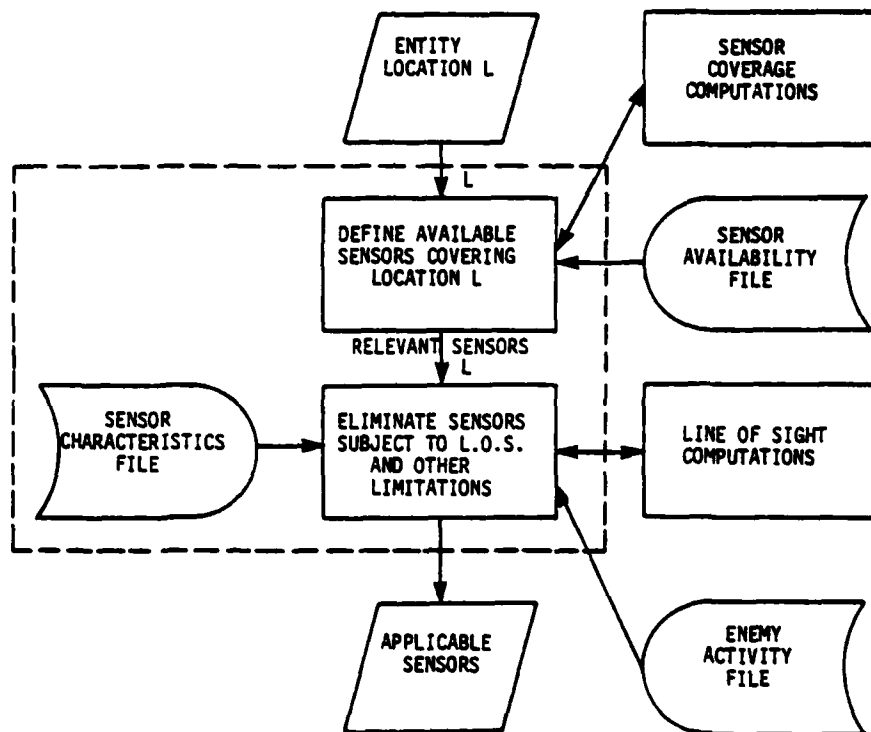 ENTITY
LOCATION L
SENSOR
COVERAGE
COMPUTATIONS
L
DEFINE AVAILABLE
SENSORS COVERING
LOCATION L
SENSOR
AVAILABILITY
FILE
RELEVANT SENSORS
L
SENSOR
CHARACTERISTICS
FILE
ELIMINATE SENSORS
SUBJECT TO L.O.S.
AND OTHER
LIMITATIONS
LINE OF SIGHT
COMPUTATIONS
APPLICABLE
SENSORS
ENEMY
ACTIVITY
FILE